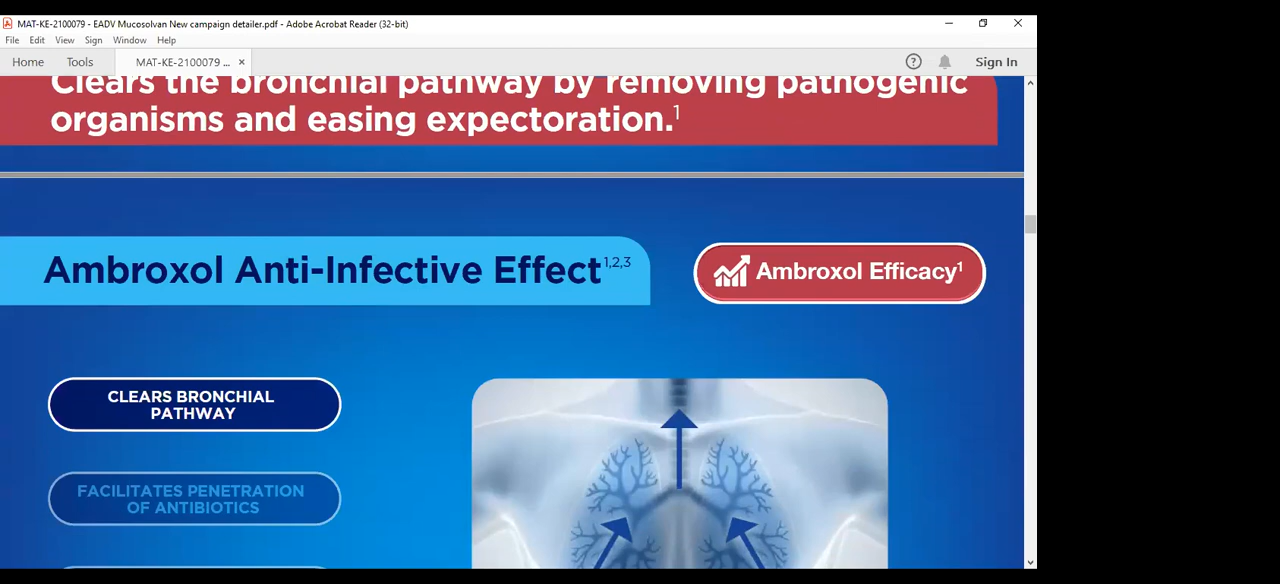 MAT-KE-2100079 - EADV Mucosolvan New campaign detailer.pdf - Adobe Acrobat Reader (32-bit)
File Edit View Sign Window Help
Home Tools MAT-KE-2100079 ... × ? Sign In
Clears the bronchial pathway by removing pathogenic
organisms and easing expectoration.1
Ambroxol Anti-Infective Effect1,2,3
Ambroxol Efficacy1
CLEARS BRONCHIAL
PATHWAY
FACILITATES PENETRATION
OF ANTIBIOTICS